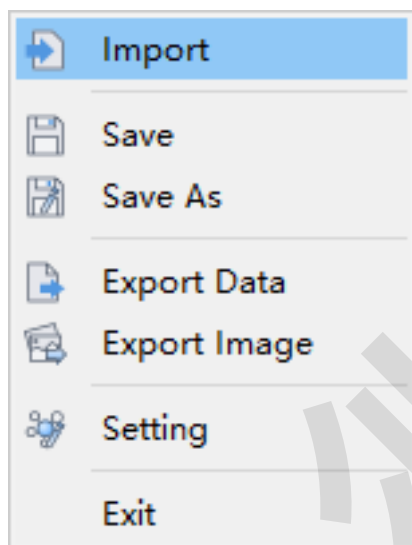 Import
Save
Save As
Export Data
Export Image
Setting
Exit